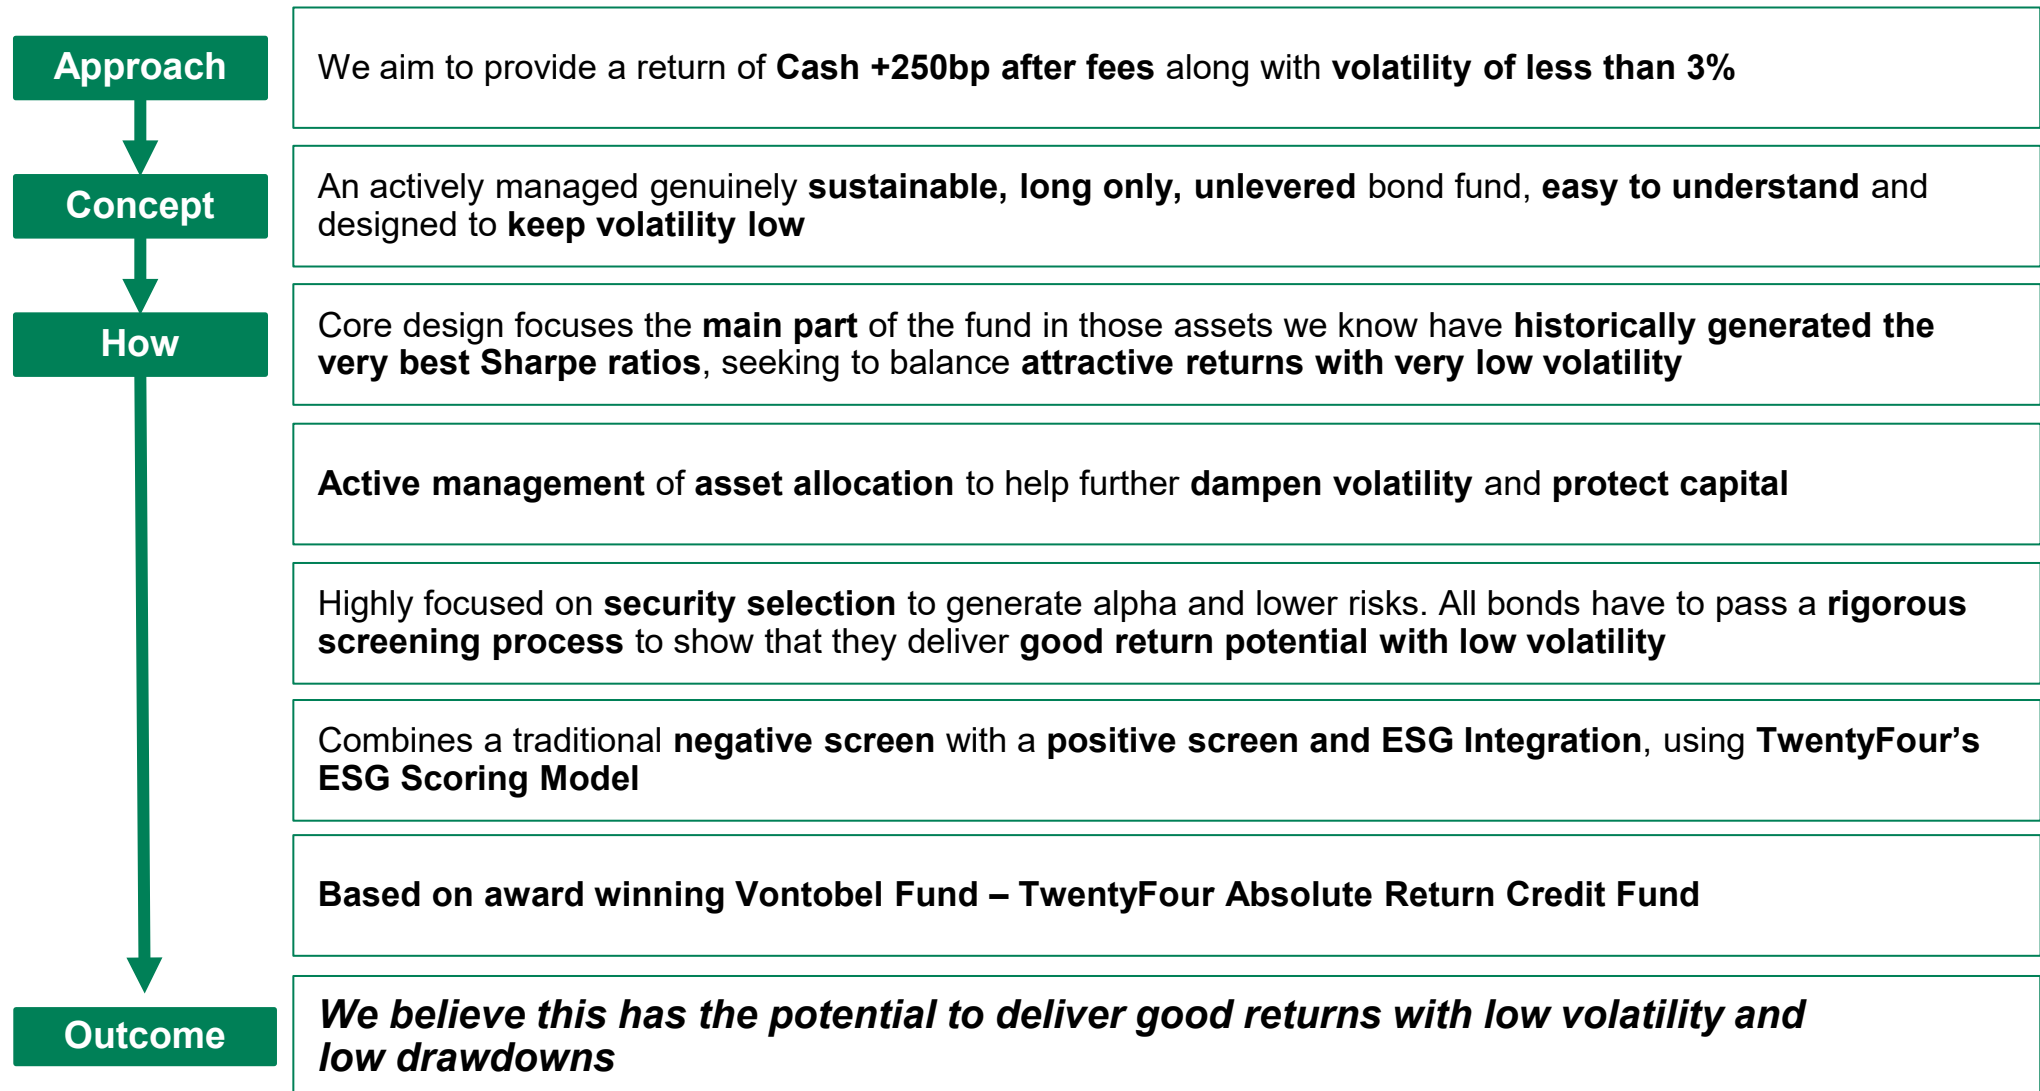 Approach
We aim to provide a return of Cash +250bp after fees along with volatility of less than 3%
Concept
An actively managed genuinely sustainable, long only, unlevered bond fund, easy to understand and
designed to keep volatility low
How
Core design focuses the main part of the fund in those assets we know have historically generated the
very best Sharpe ratios, seeking to balance attractive returns with very low volatility
Active management of asset allocation to help further dampen volatility and protect capital
Highly focused on security selection to generate alpha and lower risks. All bonds have to pass a rigorous
screening process to show that they deliver good return potential with low volatility
Combines a traditional negative screen with a positive screen and ESG Integration, using TwentyFour’s
ESG Scoring Model
Based on award winning Vontobel Fund – TwentyFour Absolute Return Credit Fund
Outcome
We believe this has the potential to deliver good returns with low volatility and
low drawdowns